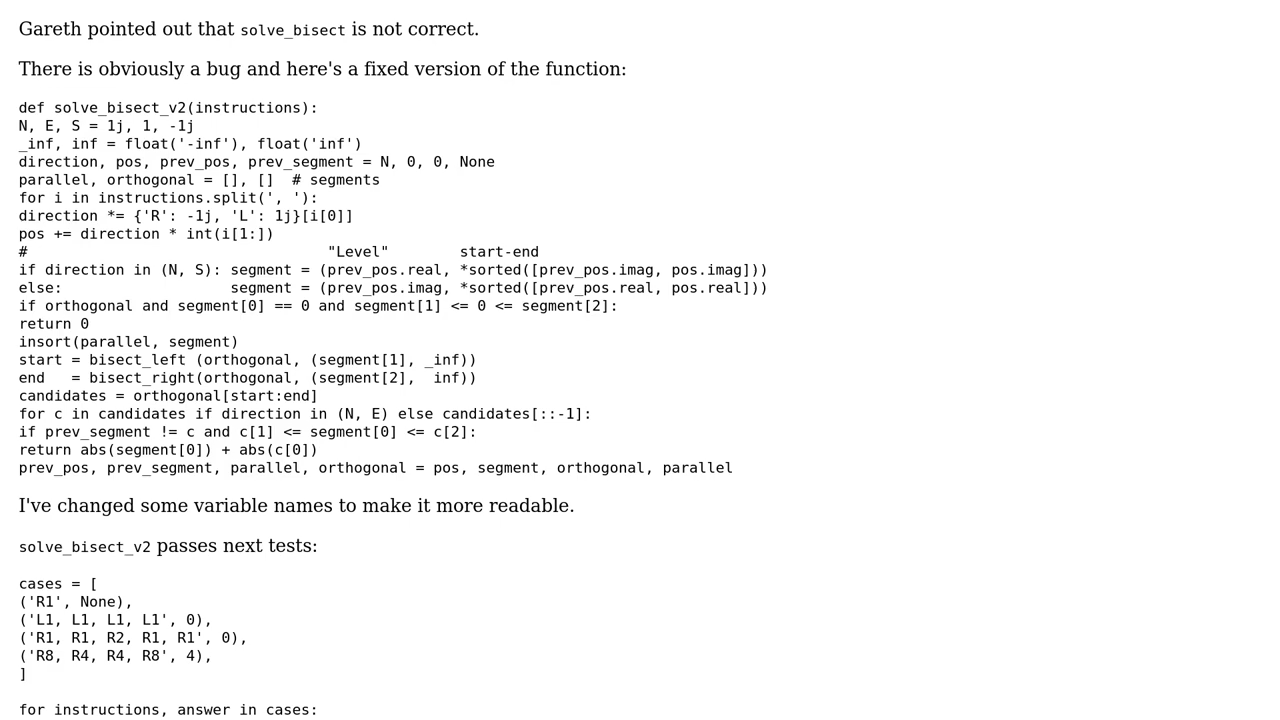 Gareth pointed out that solve_bisect is not correct.
There is obviously a bug and here's a fixed version of the function:
def solve_bisect_v2(instructions):
N, E, S = 1j, 1, -1j
_inf, inf = float('-inf'), float('inf')
direction, pos, prev_pos, prev_segment = N, 0, 0, None
parallel, orthogonal = [], []  # segments
for i in instructions.split(', '):
direction *= {'R': -1j, 'L': 1j}[i[0]]
pos += direction * int(i[1:])
#                                  "Level"        start-end
if direction in (N, S): segment = (prev_pos.real, *sorted([prev_pos.imag, pos.imag]))
else:                   segment = (prev_pos.imag, *sorted([prev_pos.real, pos.real]))
if orthogonal and segment[0] == 0 and segment[1] <= 0 <= segment[2]:
return 0
insort(parallel, segment)
start = bisect_left (orthogonal, (segment[1], _inf))
end   = bisect_right(orthogonal, (segment[2],  inf))
candidates = orthogonal[start:end]
for c in candidates if direction in (N, E) else candidates[::-1]:
if prev_segment != c and c[1] <= segment[0] <= c[2]:
return abs(segment[0]) + abs(c[0])
prev_pos, prev_segment, parallel, orthogonal = pos, segment, orthogonal, parallel
I've changed some variable names to make it more readable.
solve_bisect_v2 passes next tests:
cases = [
('R1', None),
('L1, L1, L1, L1', 0),
('R1, R1, R2, R1, R1', 0),
('R8, R4, R4, R8', 4),
]
for instructions, answer in cases: